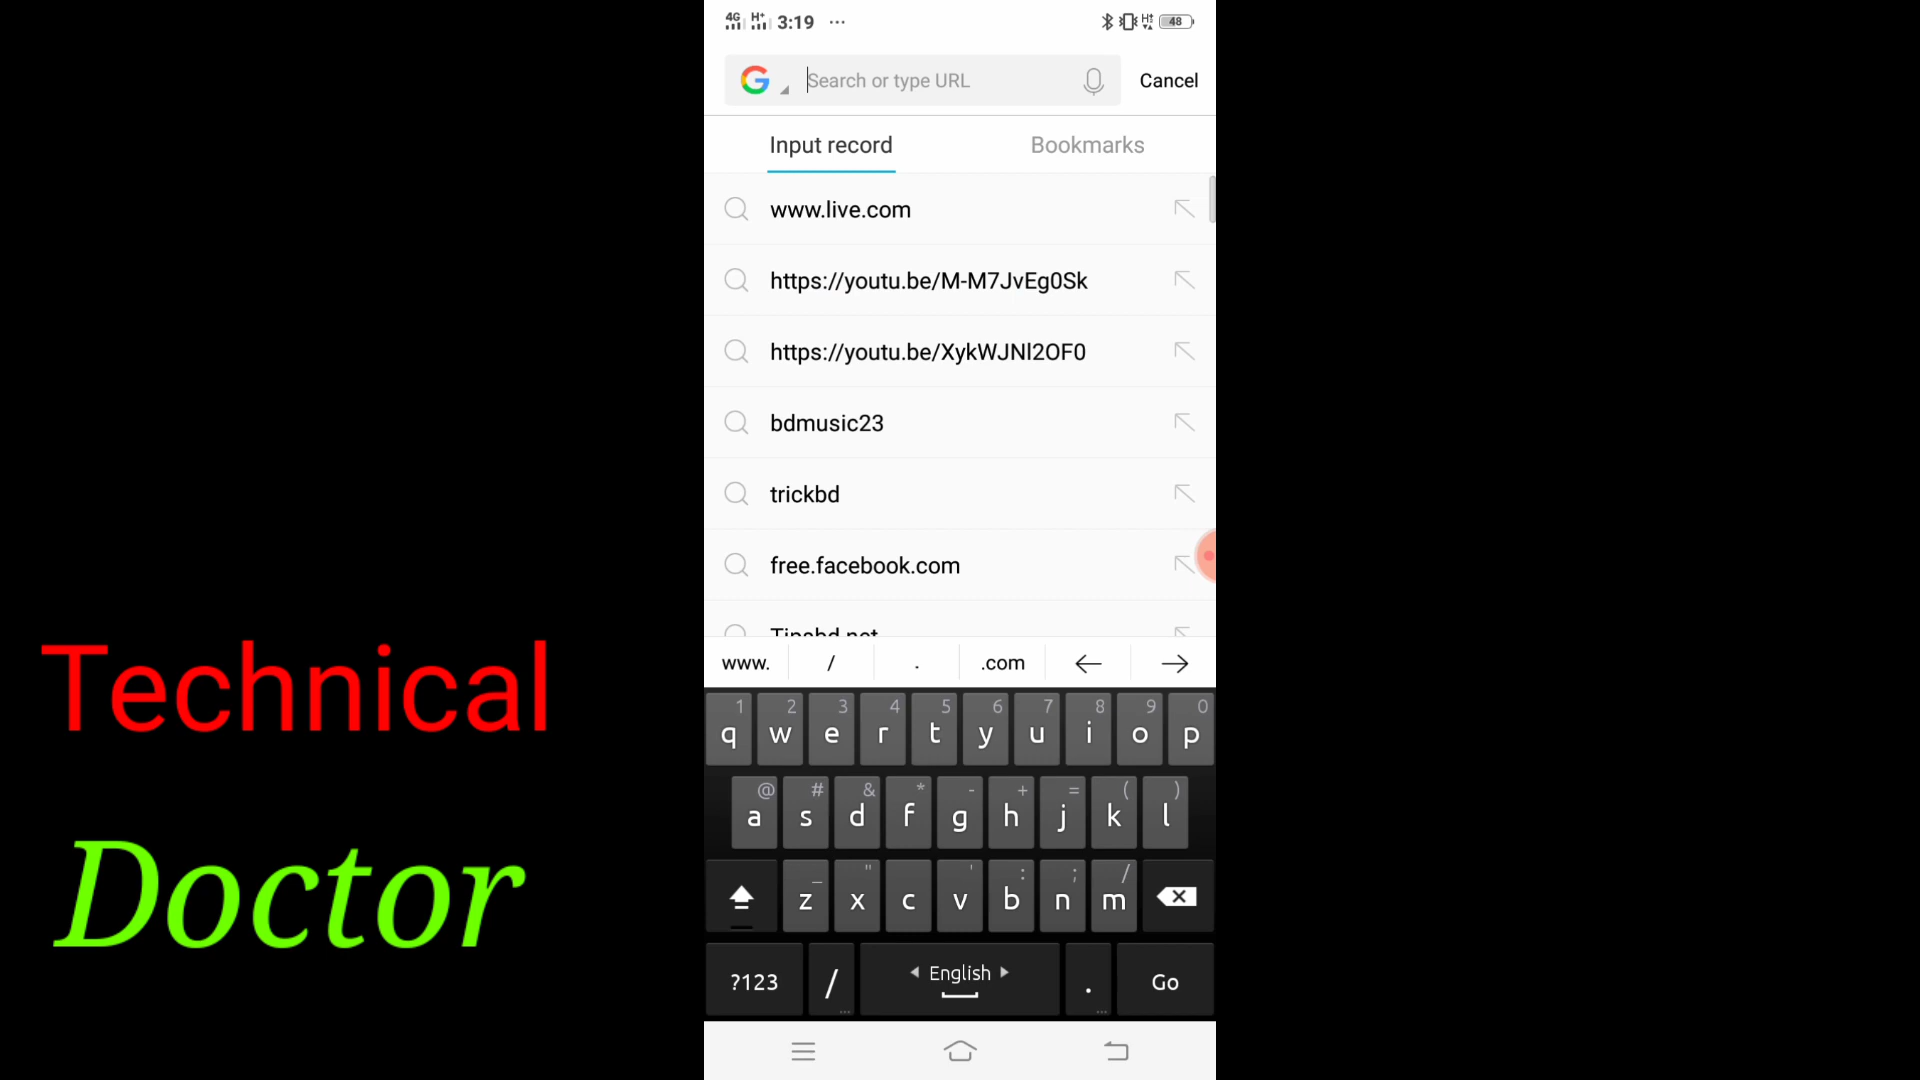 4G H+ 3:19 ... 48
Search or type URL Cancel
Input record Bookmarks
www.live.com
https://youtu.be/M-M7JvEg0Sk
https://youtu.be/XykWJNl2OF0
bdmusic23
trickbd
free.facebook.com
www. / . .com ← →
1 2 3 4 5 6 7 8 9 0
q w e r t y u i o p
@ # & * - + = ( )
a s d f g h j k l
_ " ' : ; /
z x c v b n m
?123 / English . Go
Technical
Doctor